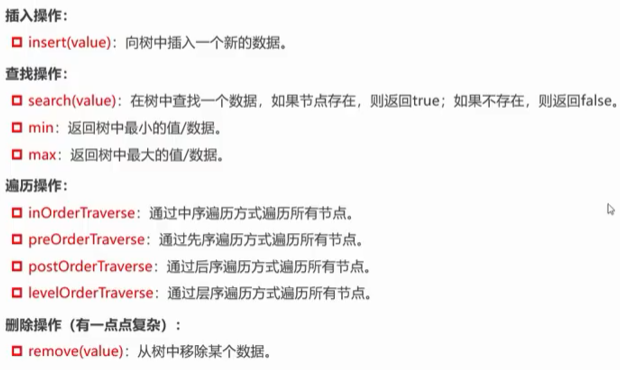 插入操作：
insert(value)：向树中插入一个新的数据。
查找操作：
search(value)：在树中查找一个数据，如果节点存在，则返回true；如果不存在，则返回false。
min：返回树中最小的值/数据。
max：返回树中最大的值/数据。
遍历操作：
inOrderTraverse：通过中序遍历方式遍历所有节点。
preOrderTraverse：通过先序遍历方式遍历所有节点。
postOrderTraverse：通过后序遍历方式遍历所有节点。
levelOrderTraverse：通过层序遍历方式遍历所有节点。
删除操作（有一点点复杂）：
remove(value)：从树中移除某个数据。